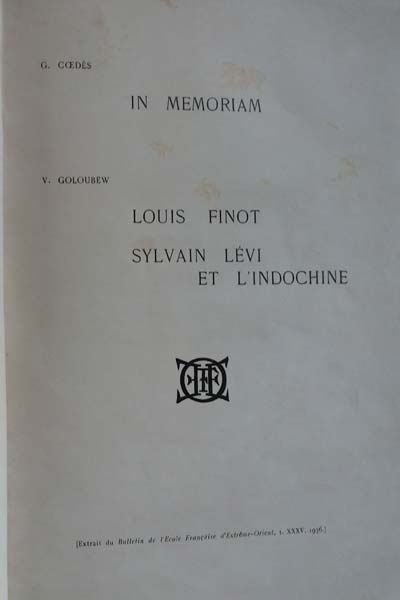 G. CŒDÈS
IN MEMORIAM
V. GOLOUBEW
LOUIS FINOT
SYLVAIN LÉVI
ET L'INDOCHINE
[Extrait du Bulletin de l'Ecole Française d'Extrême-Orient, t. XXXV, 1936.]